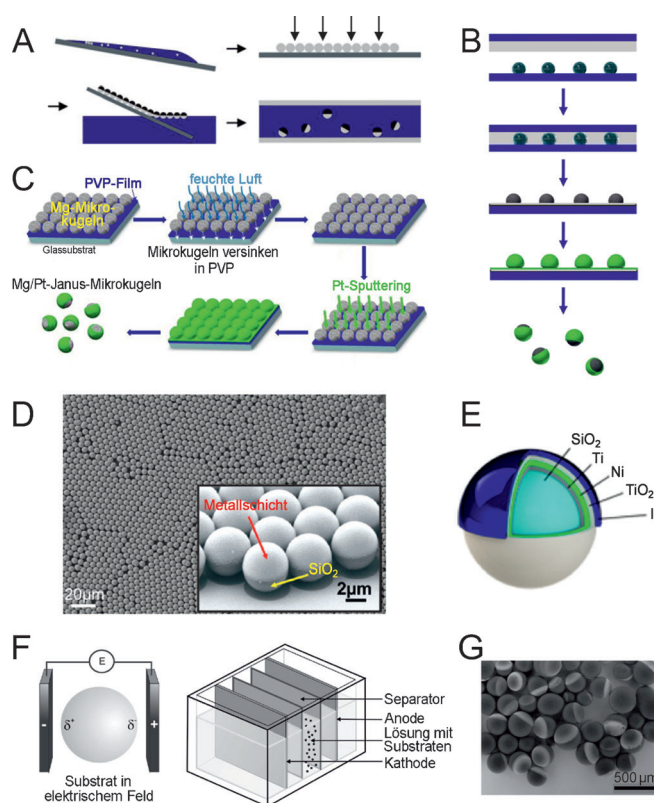 A
B
C
PVP-Film
feuchte Luft
Mg-Mikro-
kugeln
Glassubstrat
Mikrokugeln versinken
in PVP
Mg/Pt-Janus-Mikrokugeln
Pt-Sputtering
D
Metallschicht
SiO₂
20µm
2µm
E
SiO₂
Ti
Ni
TiO₂
I
F
E
-
δ⁺
δ⁻
+
Substrat in
elektrischem Feld
Separator
Anode
Lösung mit
Substraten
Kathode
G
500 µm